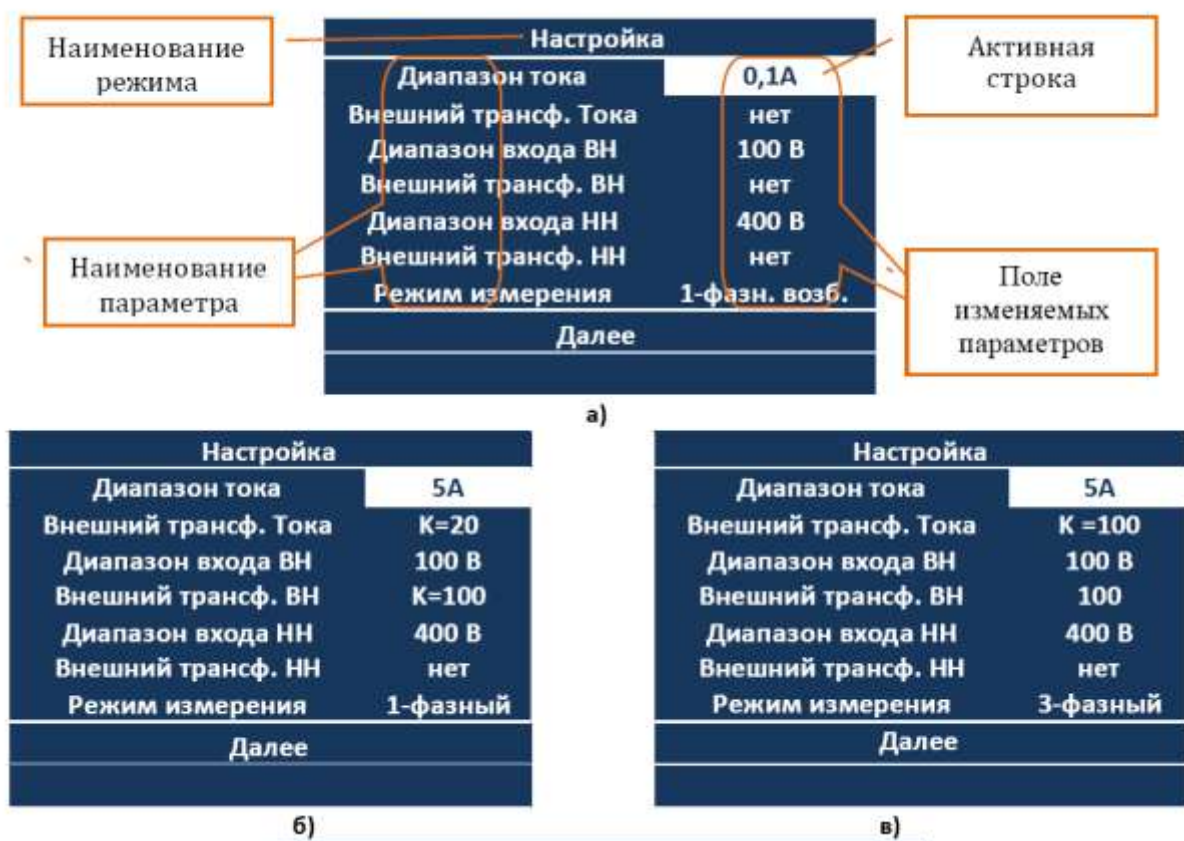 Наименование
режима
Настройка
Активная
строка
Диапазон тока 0,1А
Внешний трансф. Тока нет
Диапазон входа ВН 100 В
Внешний трансф. ВН нет
Диапазон входа НН 400 В
Внешний трансф. НН нет
Режим измерения 1-фазн. возб.
Далее
Наименование
параметра
Поле
изменяемых
параметров
а)
Настройка
Диапазон тока 5А
Внешний трансф. Тока K=20
Диапазон входа ВН 100 В
Внешний трансф. ВН K=100
Диапазон входа НН 400 В
Внешний трансф. НН нет
Режим измерения 1-фазный
Далее
б)
Настройка
Диапазон тока 5А
Внешний трансф. Тока K =100
Диапазон входа ВН 100 В
Внешний трансф. ВН 100
Диапазон входа НН 400 В
Внешний трансф. НН нет
Режим измерения 3-фазный
Далее
в)